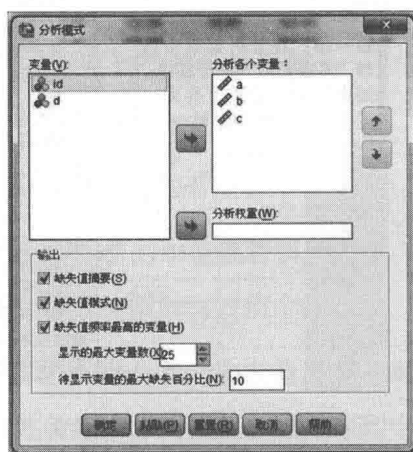 分析模式
变量(V):
id
d
分析各个变量：
a
b
c
分析权重(W):
输出
缺失值摘要(S)
缺失值模式(N)
缺失值频率最高的变量(H)
显示的最大变量数(X) 25
得显示变量的最大缺失百分比(N): 10
确定 粘贴(P) 重置(R) 取消 帮助